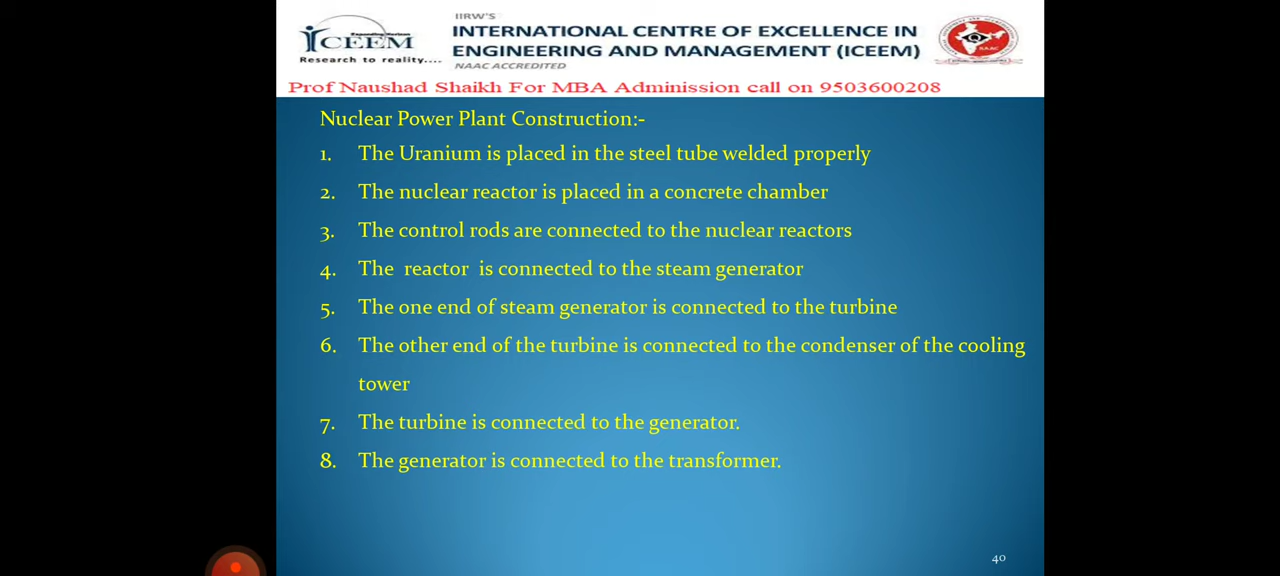 IIRW'S
Expanding Horizon
ICEEM
Research to reality....
INTERNATIONAL CENTRE OF EXCELLENCE IN
ENGINEERING AND MANAGEMENT (ICEEM)
NAAC ACCREDITED
NAAC
Prof Naushad Shaikh For MBA Adminission call on 9503600208
Nuclear Power Plant Construction:-
1. The Uranium is placed in the steel tube welded properly
2. The nuclear reactor is placed in a concrete chamber
3. The control rods are connected to the nuclear reactors
4. The reactor is connected to the steam generator
5. The one end of steam generator is connected to the turbine
6. The other end of the turbine is connected to the condenser of the cooling
tower
7. The turbine is connected to the generator.
8. The generator is connected to the transformer.
40